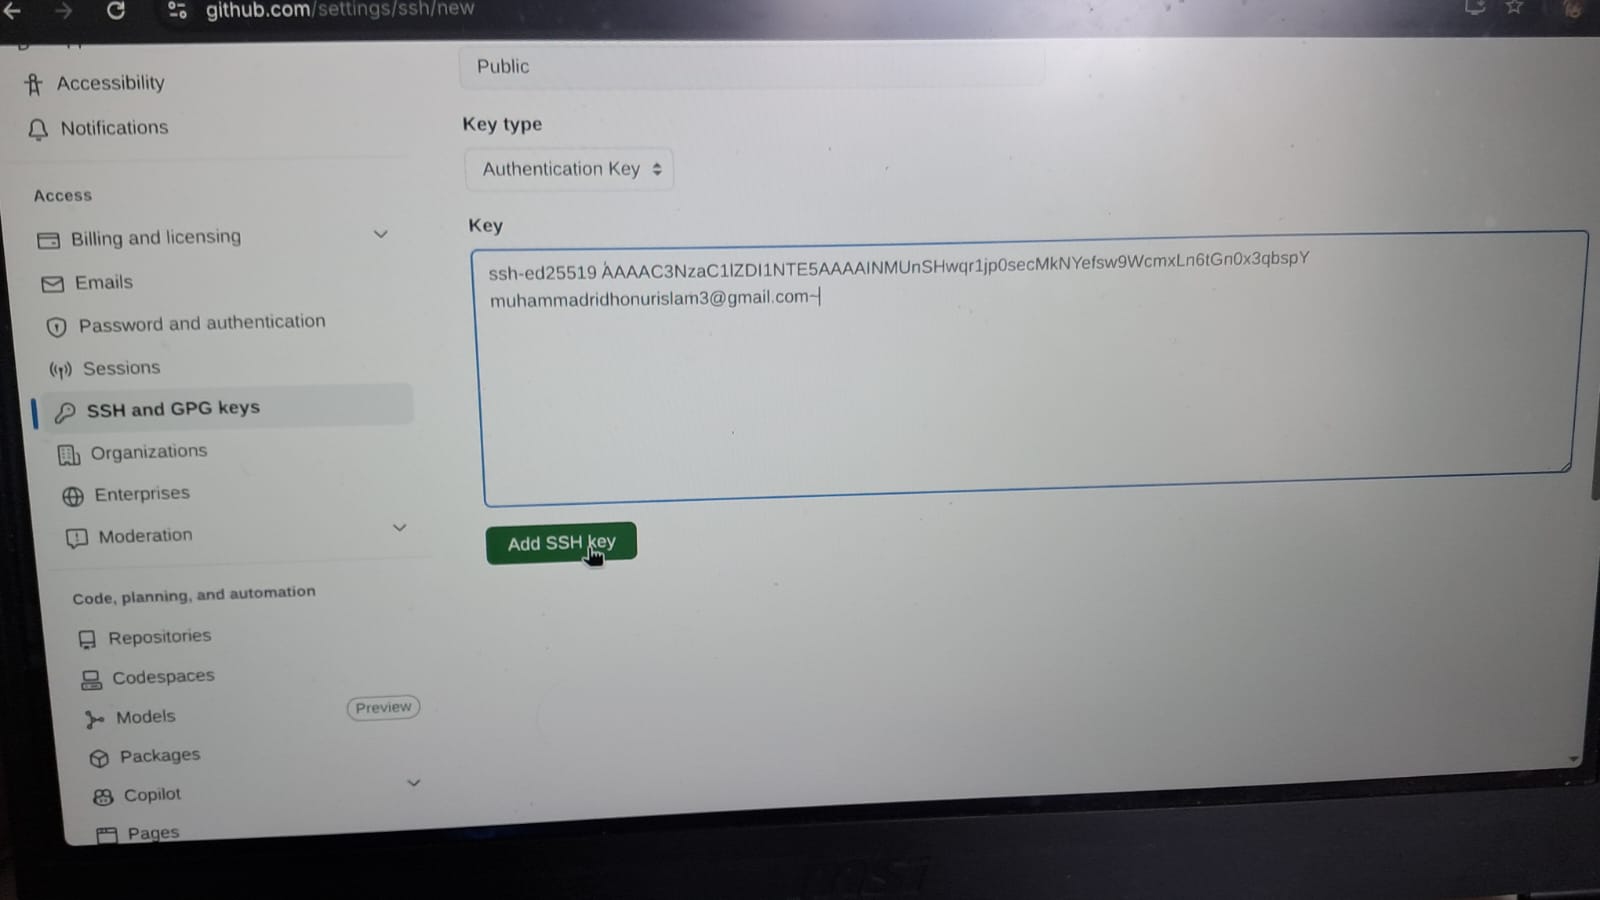 github.com/settings/ssh/new
Accessibility
Notifications
Access
Billing and licensing
Emails
Password and authentication
Sessions
SSH and GPG keys
Organizations
Enterprises
Moderation
Code, planning, and automation
Repositories
Codespaces
Models
Preview
Packages
Copilot
Pages
Public
Key type
Authentication Key
Key
ssh-ed25519 AAAAC3NzaC1lZDI1NTE5AAAAINMUnSHwqr1jp0secMkNYefsw9WcmxLn6tGn0x3qbspY
muhammadridhonurislam3@gmail.com~
Add SSH key